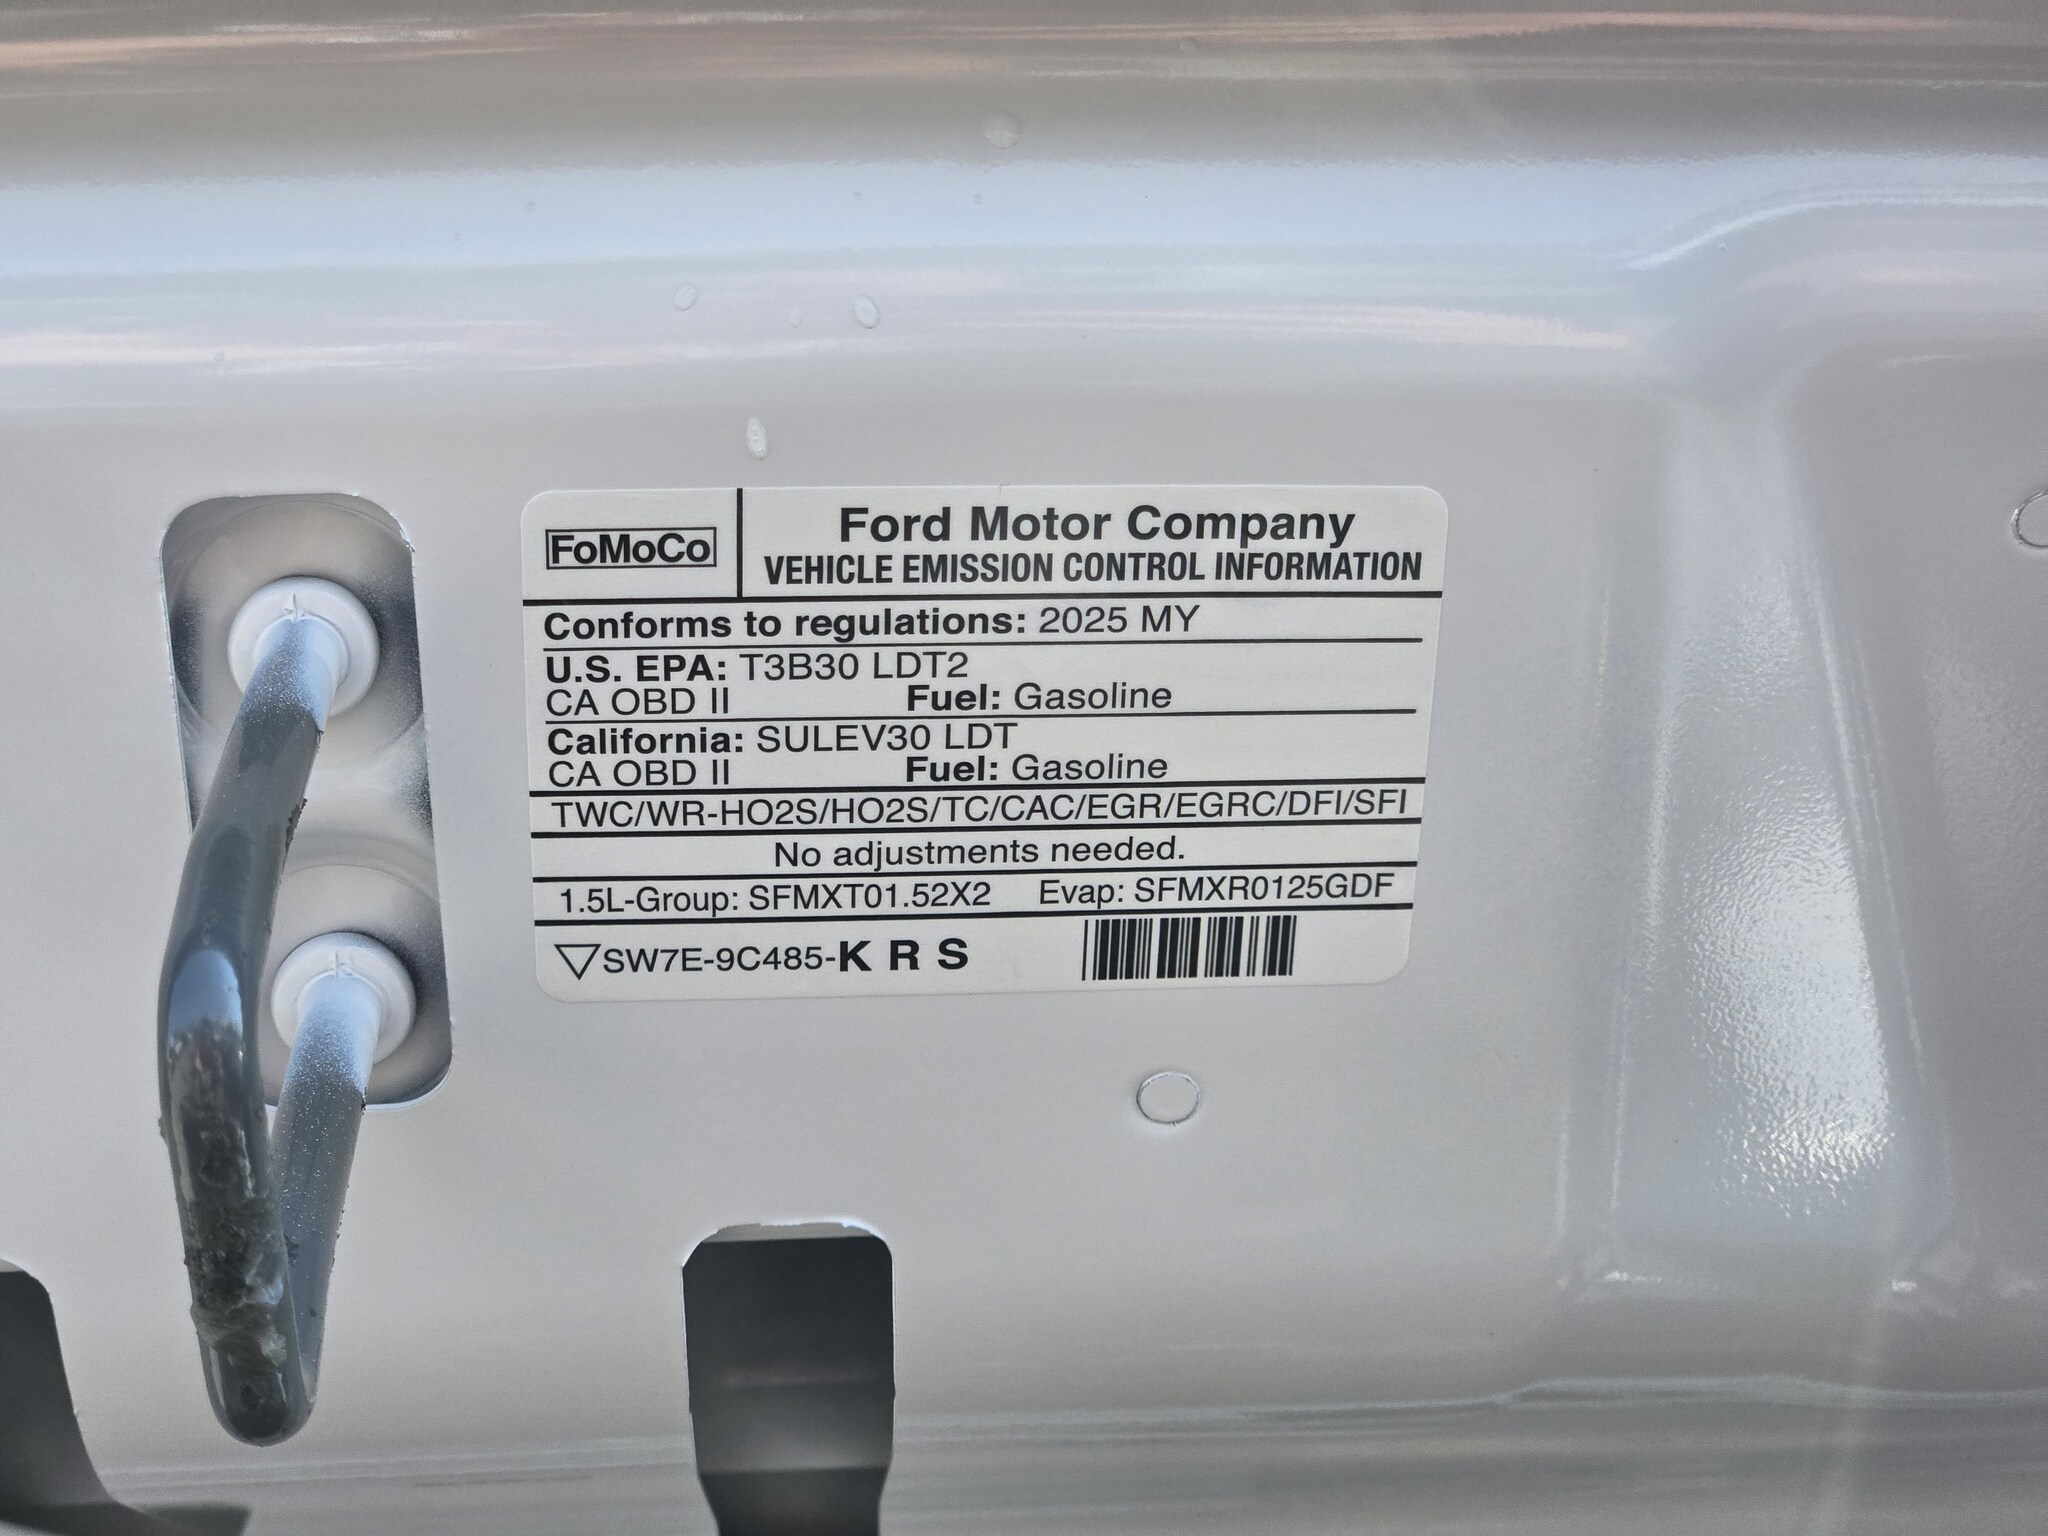 FoMoCo
Ford Motor Company
VEHICLE EMISSION CONTROL INFORMATION
Conforms to regulations: 2025 MY
U.S. EPA: T3B30 LDT2
CA OBD II Fuel: Gasoline
California: SULEV30 LDT
CA OBD II Fuel: Gasoline
TWC/WR-HO2S/HO2S/TC/CAC/EGR/EGRC/DFI/SFI
No adjustments needed.
1.5L-Group: SFMXT01.52X2 Evap: SFMXR0125GDF
SW7E-9C485-K R S